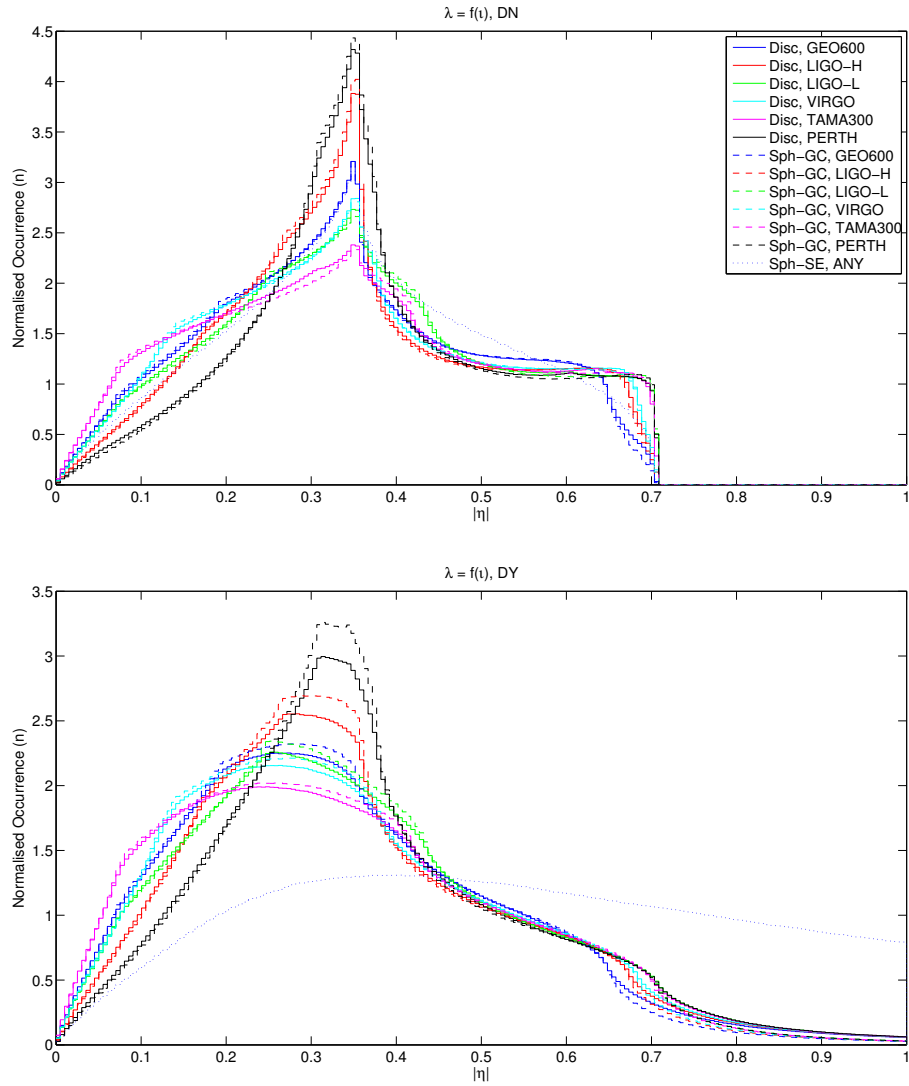 λ = f(ι), DN
Normalised Occurrence (n)
4.5
4
3.5
3
2.5
2
1.5
1
0.5
0
0 0.1 0.2 0.3 0.4 0.5 0.6 0.7 0.8 0.9 1
|η|
Disc, GEO600
Disc, LIGO−H
Disc, LIGO−L
Disc, VIRGO
Disc, TAMA300
Disc, PERTH
Sph−GC, GEO600
Sph−GC, LIGO−H
Sph−GC, LIGO−L
Sph−GC, VIRGO
Sph−GC, TAMA300
Sph−GC, PERTH
Sph−SE, ANY
λ = f(ι), DY
Normalised Occurrence (n)
3.5
3
2.5
2
1.5
1
0.5
0
0 0.1 0.2 0.3 0.4 0.5 0.6 0.7 0.8 0.9 1
|η|